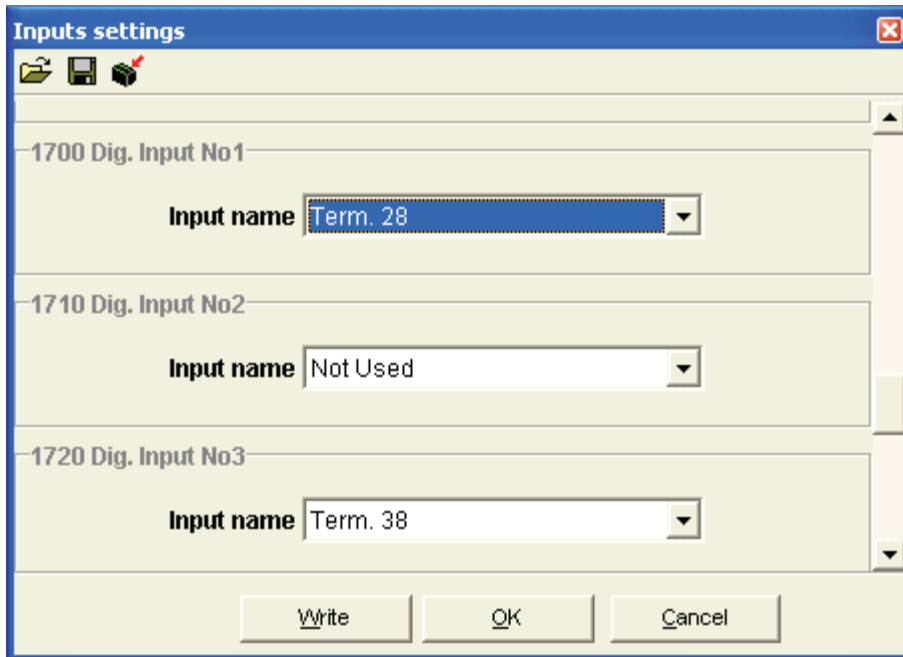 Inputs settings
1700 Dig. Input No1
Input name Term. 28
1710 Dig. Input No2
Input name Not Used
1720 Dig. Input No3
Input name Term. 38
Write OK Cancel